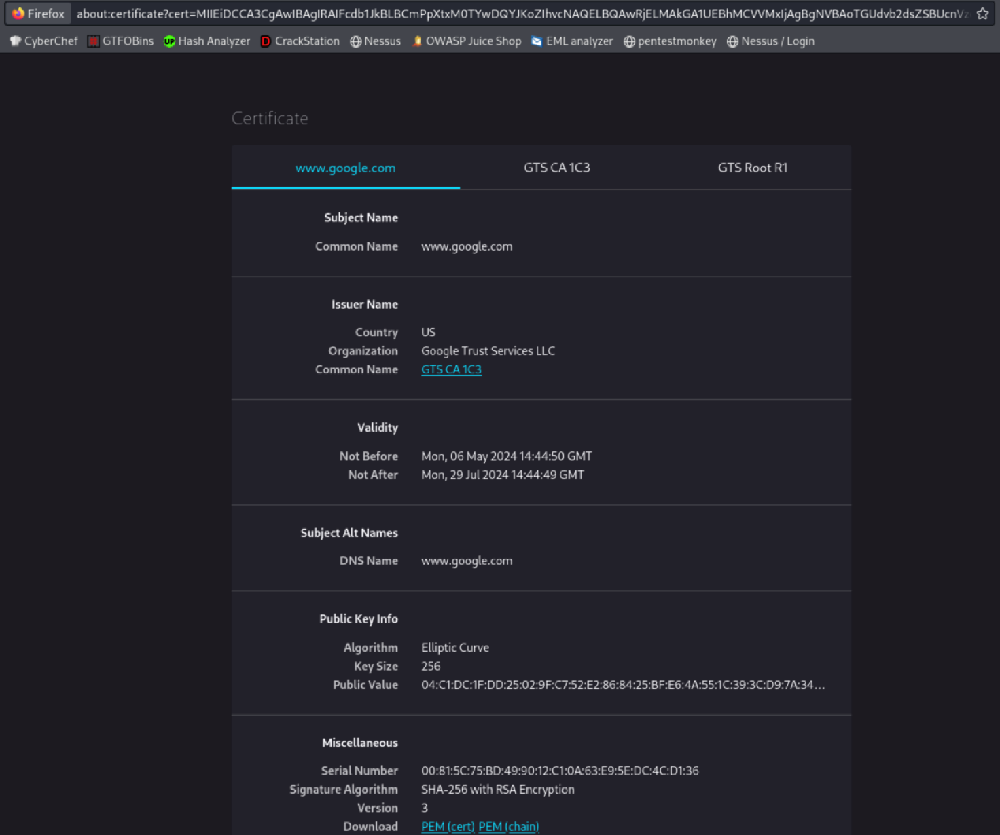 Firefox about:certificate?cert=MIIEiDCCA3CgAwIBAgIRAIFcdb1JkBLBCmPpXtxM0TYwDQYJKoZIhvcNAQELBQAwRjELMAkGA1UEBhMCVVMxIjAgBgNVBAoTGUdvb2dsZSBUcnVz
CyberChef GTFOBins UP Hash Analyzer D CrackStation Nessus OWASP Juice Shop EML analyzer pentestmonkey Nessus / Login
Certificate
www.google.com GTS CA 1C3 GTS Root R1
Subject Name
Common Name www.google.com
Issuer Name
Country US
Organization Google Trust Services LLC
Common Name GTS CA 1C3
Validity
Not Before Mon, 06 May 2024 14:44:50 GMT
Not After Mon, 29 Jul 2024 14:44:49 GMT
Subject Alt Names
DNS Name www.google.com
Public Key Info
Algorithm Elliptic Curve
Key Size 256
Public Value 04:C1:DC:1F:DD:25:02:9F:C7:52:E2:86:84:25:BF:E6:4A:55:1C:39:3C:D9:7A:34...
Miscellaneous
Serial Number 00:81:5C:75:BD:49:90:12:C1:0A:63:E9:5E:DC:4C:D1:36
Signature Algorithm SHA-256 with RSA Encryption
Version 3
Download PEM (cert) PEM (chain)